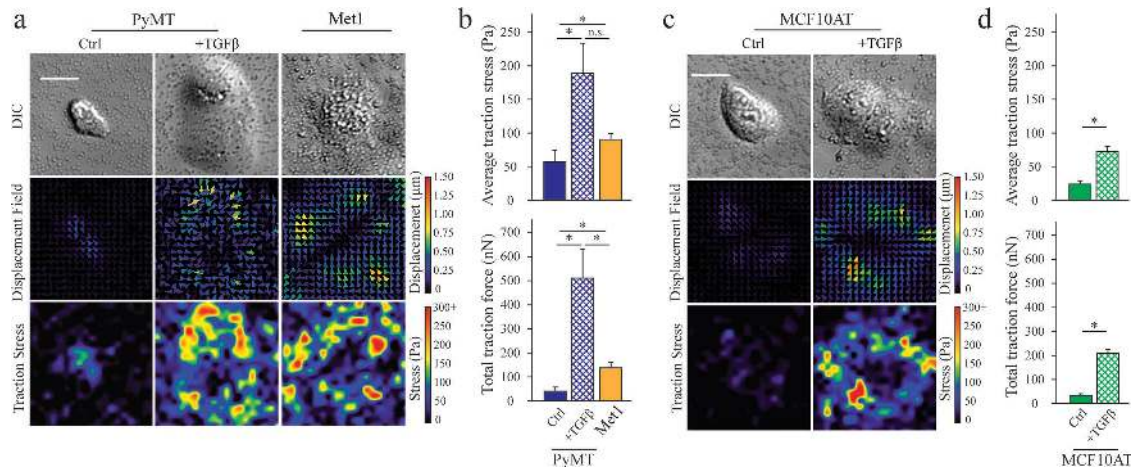 a
PyMT
Met1
Ctrl
+TGFβ
DIC
Displacement Field
Displacemnet (μm)
1.50
1.25
1.00
0.75
0.50
0.25
0
Traction Stress
Stress (Pa)
300+
250
200
150
100
50
0
b
Average traction stress (Pa)
250
200
150
100
50
0
*
* n.s.
Total traction force (nN)
700
600
500
400
300
200
100
0
*
* *
Ctrl
+TGFβ
Met1
PyMT
c
MCF10AT
Ctrl
+TGFβ
DIC
Displacement Field
Displacement (μm)
1.50
1.25
1.00
0.75
0.50
0.25
0
Traction Stress
Stress (Pa)
300+
250
200
150
100
50
0
d
Average traction stress (Pa)
250
200
150
100
50
0
*
Total traction force (nN)
700
600
500
400
300
200
100
0
*
Ctrl
+TGFβ
MCF10AT